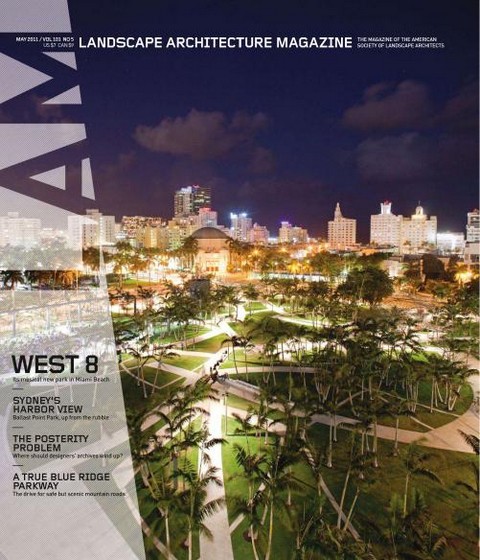 MAY 2011 / VOL 101 NO 5
US $7 CAN $9
LANDSCAPE ARCHITECTURE MAGAZINE
THE MAGAZINE OF THE AMERICAN
SOCIETY OF LANDSCAPE ARCHITECTS
LAM
WEST 8
Its musical new park in Miami Beach
SYDNEY'S
HARBOR VIEW
Ballast Point Park, up from the rubble
THE POSTERITY
PROBLEM
Where should designers' archives wind up?
A TRUE BLUE RIDGE
PARKWAY
The drive for safe but scenic mountain roads